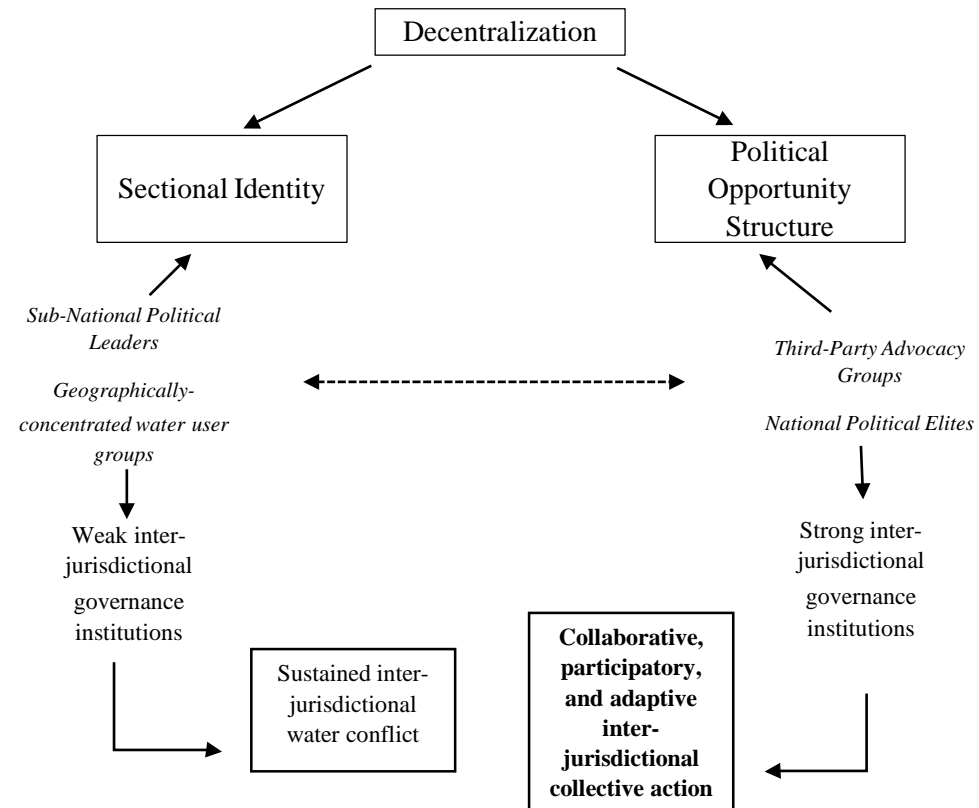 Decentralization
Sectional Identity
Political
Opportunity
Structure
Sub-National Political
Leaders
Geographically-
concentrated water user
groups
Third-Party Advocacy
Groups
National Political Elites
Weak inter-
jurisdictional
governance
institutions
Strong inter-
jurisdictional
governance
institutions
Sustained inter-
jurisdictional
water conflict
Collaborative,
participatory,
and adaptive
inter-
jurisdictional
collective action